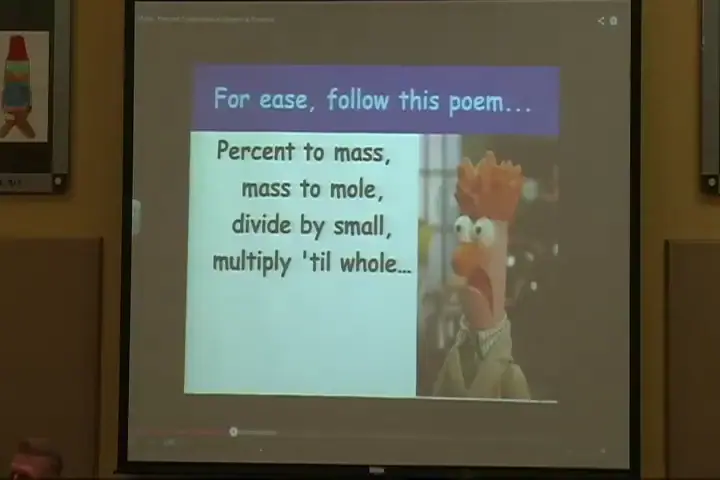 For ease, follow this poem...
Percent to mass,
mass to mole,
divide by small,
multiply 'til whole...